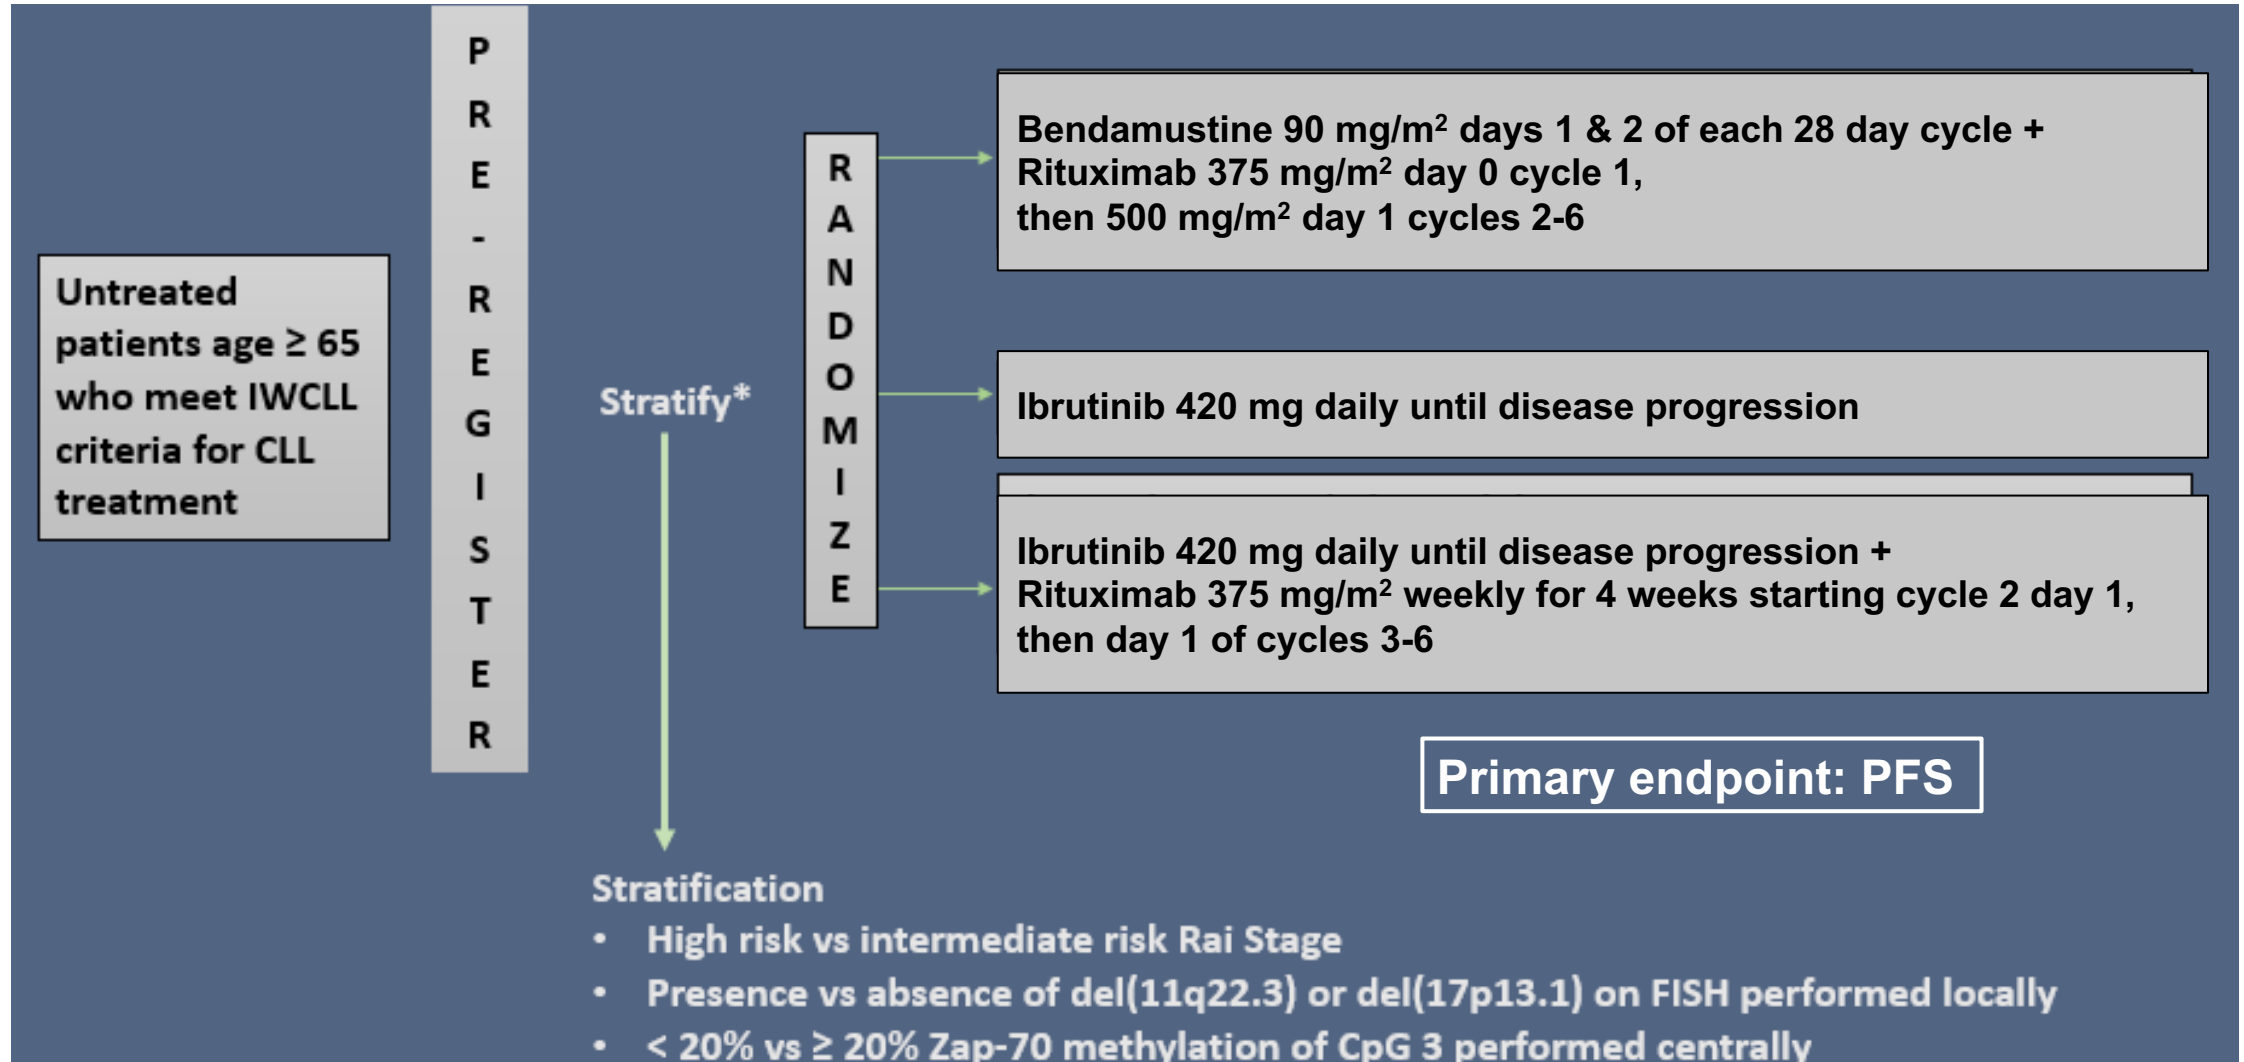 Untreated
patients age ≥ 65
who meet IWCLL
criteria for CLL
treatment
PRE-REGISTER
Stratify*
RANDOMIZE
Bendamustine 90 mg/m² days 1 & 2 of each 28 day cycle +
Rituximab 375 mg/m² day 0 cycle 1,
then 500 mg/m² day 1 cycles 2-6
Ibrutinib 420 mg daily until disease progression
Ibrutinib 420 mg daily until disease progression +
Rituximab 375 mg/m² weekly for 4 weeks starting cycle 2 day 1,
then day 1 of cycles 3-6
Primary endpoint: PFS
Stratification
• High risk vs intermediate risk Rai Stage
• Presence vs absence of del(11q22.3) or del(17p13.1) on FISH performed locally
• < 20% vs ≥ 20% Zap-70 methylation of CpG 3 performed centrally